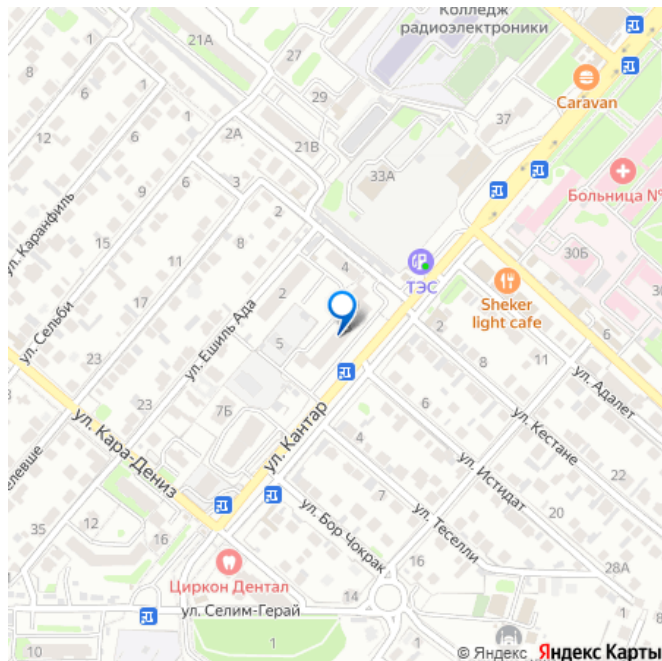 Колледж
радиоэлектроники
1
21А
27
8
6
1
29
Caravan
6
37
12
2А
21В
9
33А
Больница №
6
3
4
ул. Каранфиль
15
8
30Б
ТЭС
2
Sheker
light cafe
11
ул. Сельби
17
ул. Ешиль Ада
5
2
8
11
23
ул. Адалет
23
7Б
6
ул. Кестане
ул. Кантар
4
ул. Истидат
22
ул. Кара-Дениз
елевше
7
ул. Теселли
20
35
12
16
ул. Бор Чокрак
16
28А
Циркон Дентал
14
ул. Селим-Герай
1
1
10
© Яндекс Яндекс Карты